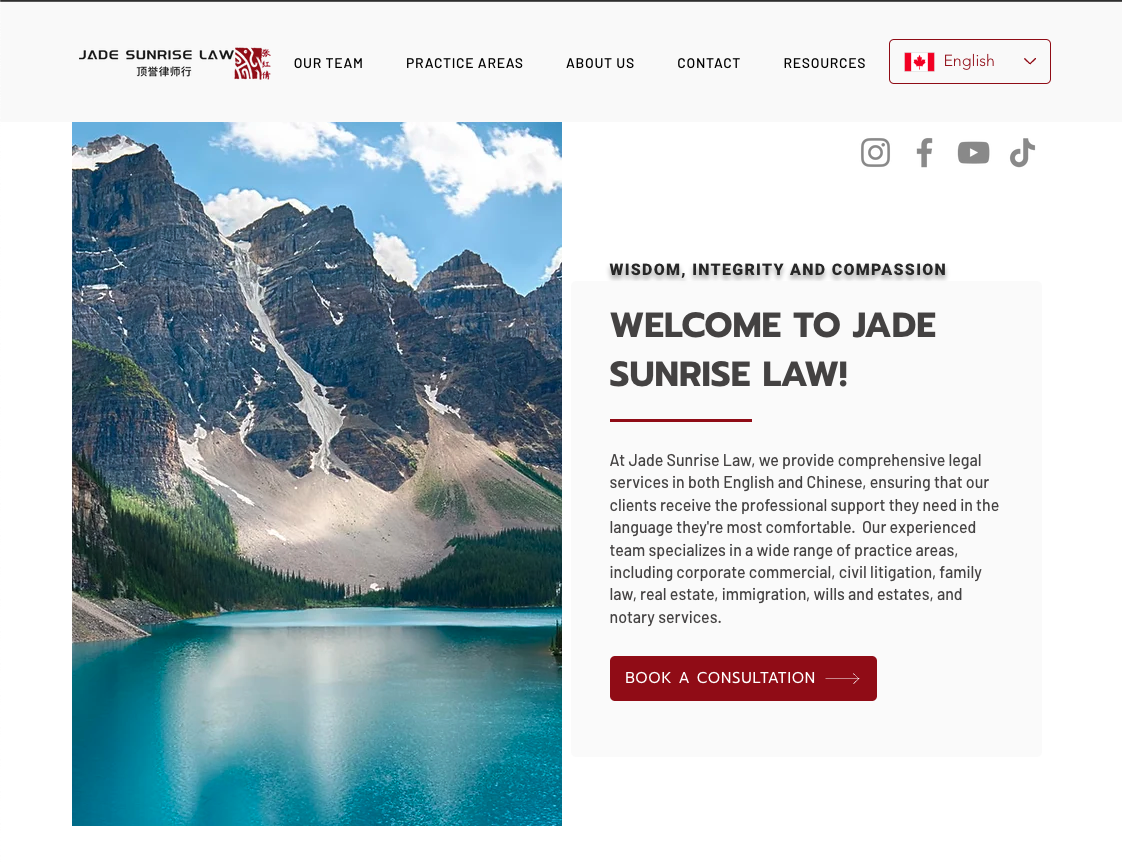 JADE SUNRISE LAW
顶誉律师行
张红倩
OUR TEAM
PRACTICE AREAS
ABOUT US
CONTACT
RESOURCES
English
WISDOM, INTEGRITY AND COMPASSION
WELCOME TO JADE
SUNRISE LAW!
At Jade Sunrise Law, we provide comprehensive legal
services in both English and Chinese, ensuring that our
clients receive the professional support they need in the
language they're most comfortable.  Our experienced
team specializes in a wide range of practice areas,
including corporate commercial, civil litigation, family
law, real estate, immigration, wills and estates, and
notary services.
BOOK A CONSULTATION